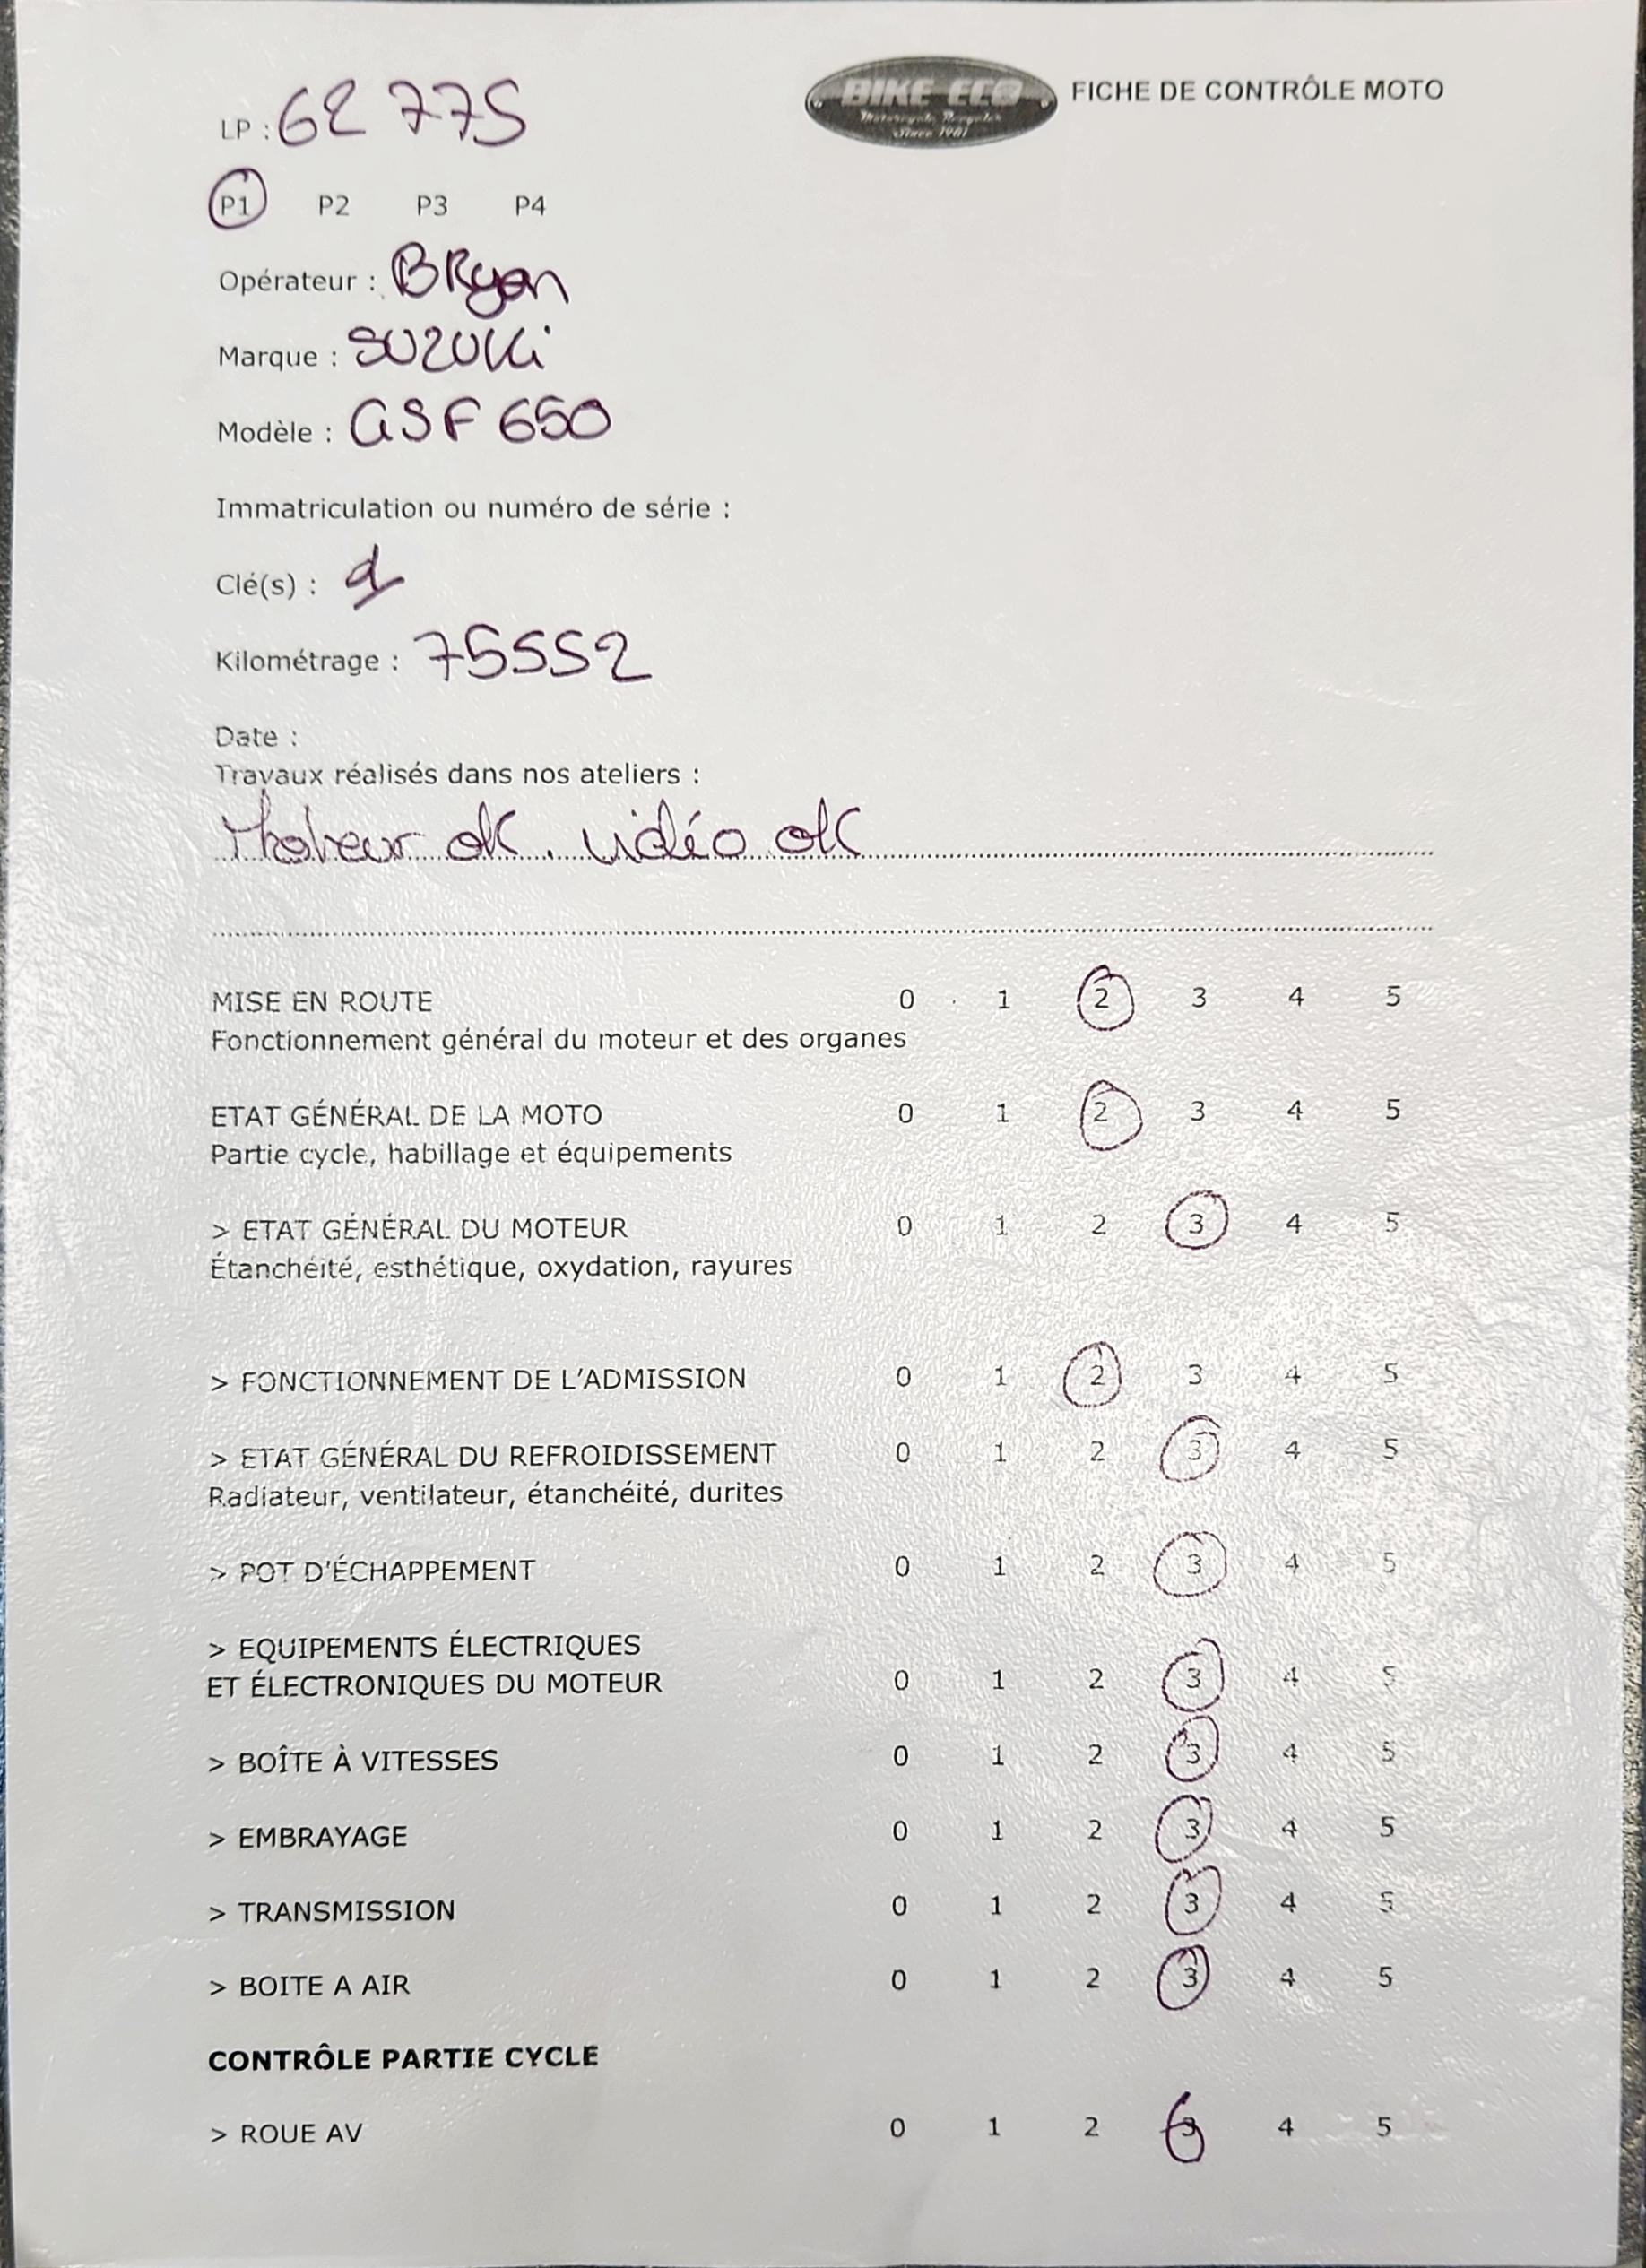 LP : 62 775
BIKE ECO
Motorcycle Recycler
Since 1981
FICHE DE CONTRÔLE MOTO
P1 P2 P3 P4
Opérateur : BRyan
Marque : SUZUKi
Modèle : GSF 650
Immatriculation ou numéro de série :
Clé(s) : 1
Kilométrage : 75552
Date :
Travaux réalisés dans nos ateliers :
Moteur ok. vidéo ok
MISE EN ROUTE 0 1 2 3 4 5
Fonctionnement général du moteur et des organes
ETAT GÉNÉRAL DE LA MOTO 0 1 2 3 4 5
Partie cycle, habillage et équipements
> ETAT GÉNÉRAL DU MOTEUR 0 1 2 3 4 5
Étanchéité, esthétique, oxydation, rayures
> FONCTIONNEMENT DE L'ADMISSION 0 1 2 3 4 5
> ETAT GÉNÉRAL DU REFROIDISSEMENT 0 1 2 3 4 5
Radiateur, ventilateur, étanchéité, durites
> POT D'ÉCHAPPEMENT 0 1 2 3 4 5
> EQUIPEMENTS ÉLECTRIQUES
ET ÉLECTRONIQUES DU MOTEUR 0 1 2 3 4 5
> BOÎTE À VITESSES 0 1 2 3 4 5
> EMBRAYAGE 0 1 2 3 4 5
> TRANSMISSION 0 1 2 3 4 5
> BOITE A AIR 0 1 2 3 4 5
CONTRÔLE PARTIE CYCLE
> ROUE AV 0 1 2 3 4 5